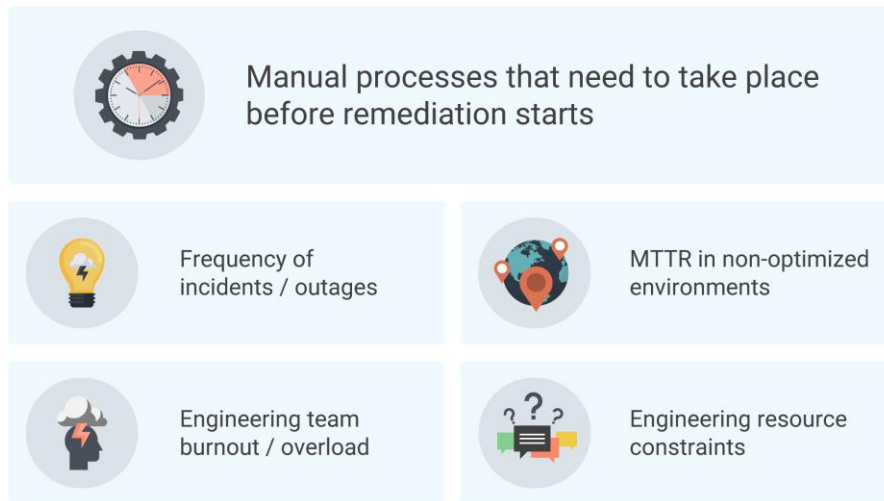 Manual processes that need to take place
before remediation starts
Frequency of
incidents / outages
MTTR in non-optimized
environments
Engineering team
burnout / overload
? ? ?
Engineering resource
constraints